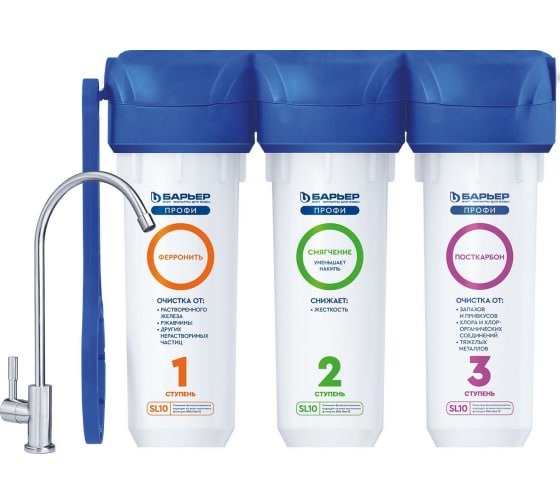 БАРЬЕР
ПРОФИ
ФЕРРОНИТЬ
ОЧИСТКА ОТ:
• РАСТВОРЕННОГО
ЖЕЛЕЗА
• РЖАВЧИНЫ
• ДРУГИХ
НЕРАСТВОРИМЫХ
ЧАСТИЦ
1
СТУПЕНЬ
SL10
БАРЬЕР
ПРОФИ
СМЯГЧЕНИЕ
УМЕНЬШАЕТ
НАКИПЬ
СНИЖАЕТ:
• ЖЕСТКОСТЬ
2
СТУПЕНЬ
SL10
БАРЬЕР
ПРОФИ
ПОСТКАРБОН
ОЧИСТКА ОТ:
• ЗАПАХОВ
И ПРИВКУСОВ
• ХЛОРА И ХЛОР-
ОРГАНИЧЕСКИХ
СОЕДИНЕНИЙ
• ТЯЖЕЛЫХ
МЕТАЛЛОВ
3
СТУПЕНЬ
SL10